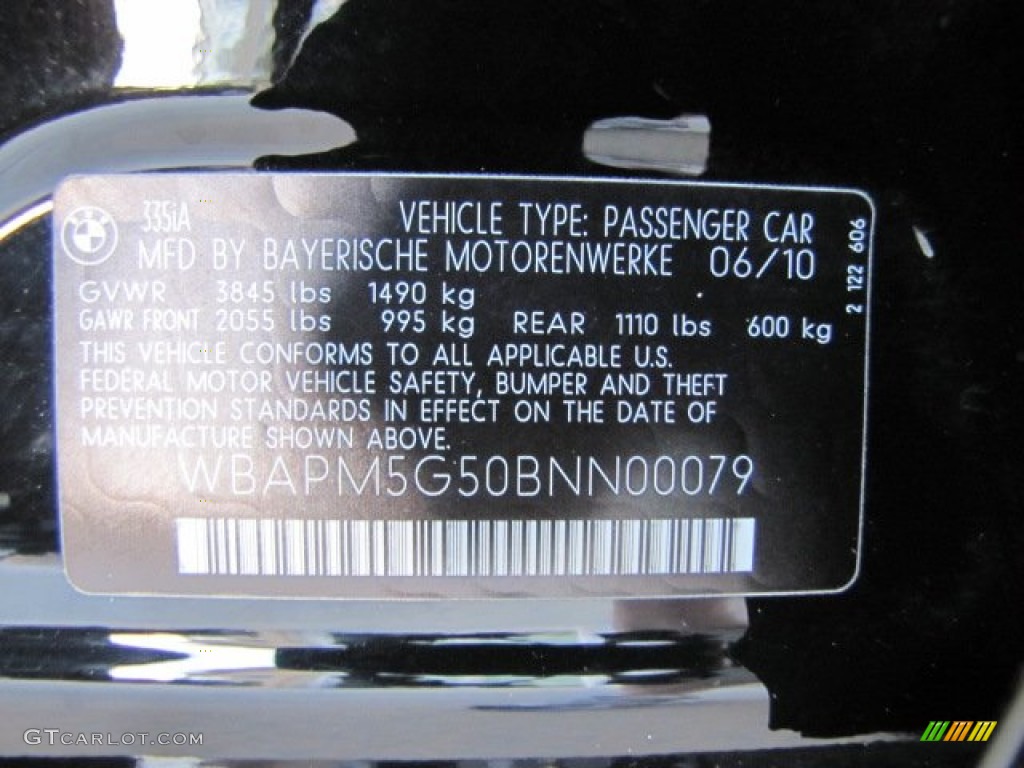 335iA
VEHICLE TYPE: PASSENGER CAR
MFD BY BAYERISCHE MOTORENWERKE 06/10
GVWR 3845 lbs 1490 kg
GAWR FRONT 2055 lbs 995 kg REAR 1110 lbs 600 kg
THIS VEHICLE CONFORMS TO ALL APPLICABLE U.S.
FEDERAL MOTOR VEHICLE SAFETY, BUMPER AND THEFT
PREVENTION STANDARDS IN EFFECT ON THE DATE OF
MANUFACTURE SHOWN ABOVE.
WBAPM5G50BNN00079
2 122 606
BMW
GTCARLOT.COM